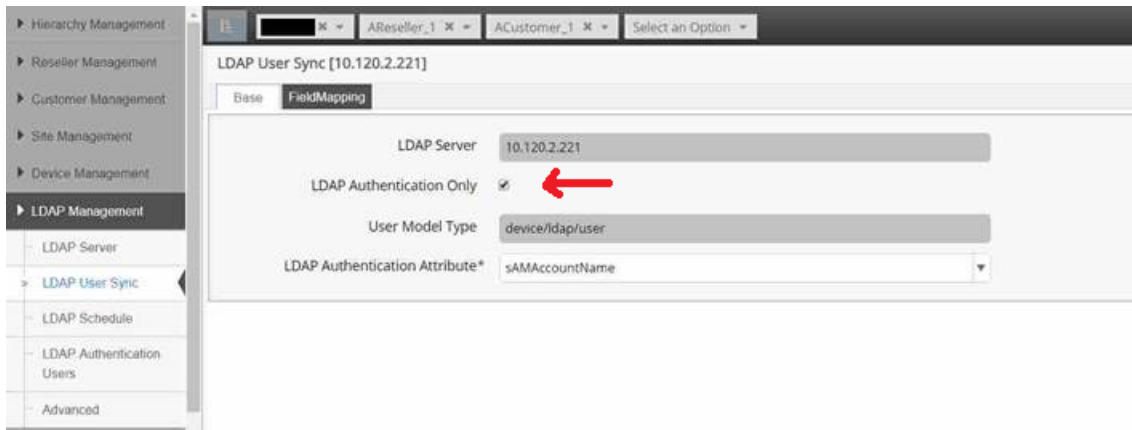 Hierarchy Management
Reseller Management
Customer Management
Site Management
Device Management
LDAP Management
LDAP Server
LDAP User Sync
LDAP Schedule
LDAP Authentication
Users
Advanced
AReseller_1
ACustomer_1
Select an Option
LDAP User Sync [10.120.2.221]
Base
FieldMapping
LDAP Server
10.120.2.221
LDAP Authentication Only
User Model Type
device/ldap/user
LDAP Authentication Attribute*
sAMAccountName